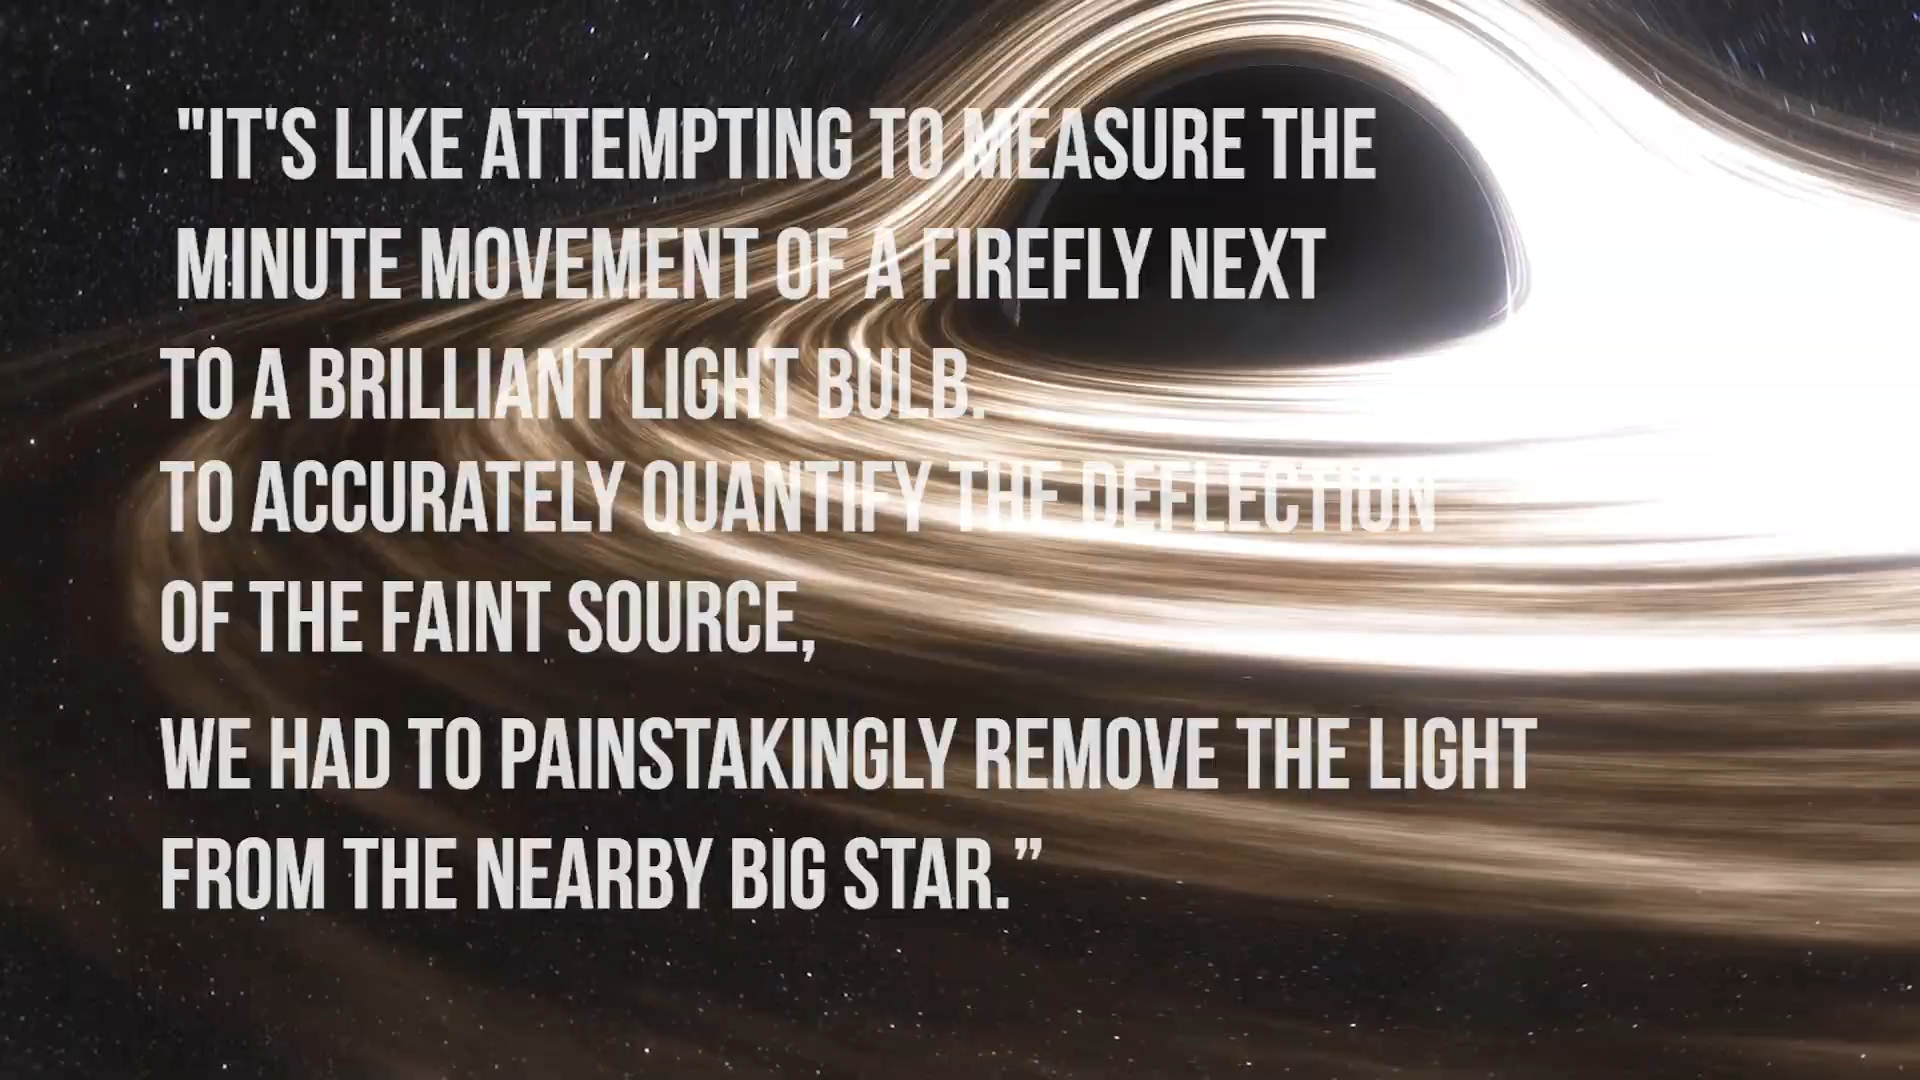 "IT'S LIKE ATTEMPTING TO MEASURE THE
MINUTE MOVEMENT OF A FIREFLY NEXT
TO A BRILLIANT LIGHT BULB.
TO ACCURATELY QUANTIFY THE DEFLECTION
OF THE FAINT SOURCE,
WE HAD TO PAINSTAKINGLY REMOVE THE LIGHT
FROM THE NEARBY BIG STAR.”